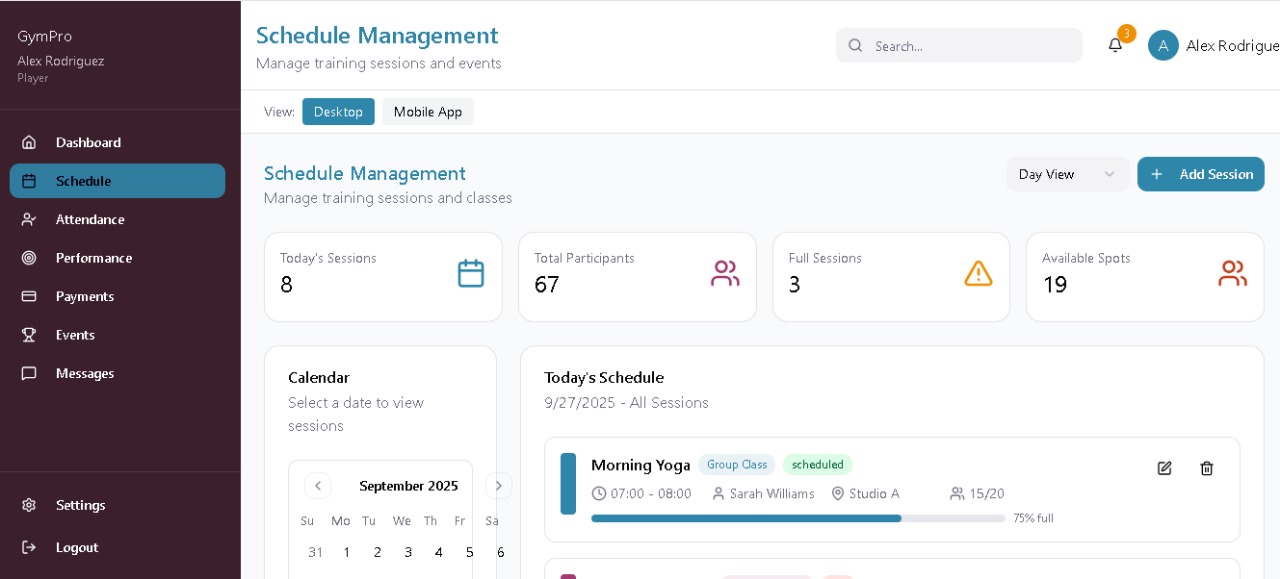 GymPro
Alex Rodriguez
Player
Dashboard
Schedule
Attendance
Performance
Payments
Events
Messages
Settings
Logout
Schedule Management
Manage training sessions and events
Search...
3
A
Alex Rodrigue
View:
Desktop
Mobile App
Schedule Management
Manage training sessions and classes
Day View
Add Session
Today's Sessions
8
Total Participants
67
Full Sessions
3
Available Spots
19
Calendar
Select a date to view
sessions
September 2025
Su Mo Tu We Th Fr Sa
31 1 2 3 4 5 6
Today's Schedule
9/27/2025 - All Sessions
Morning Yoga Group Class scheduled
07:00 - 08:00 Sarah Williams Studio A 15/20
75% full